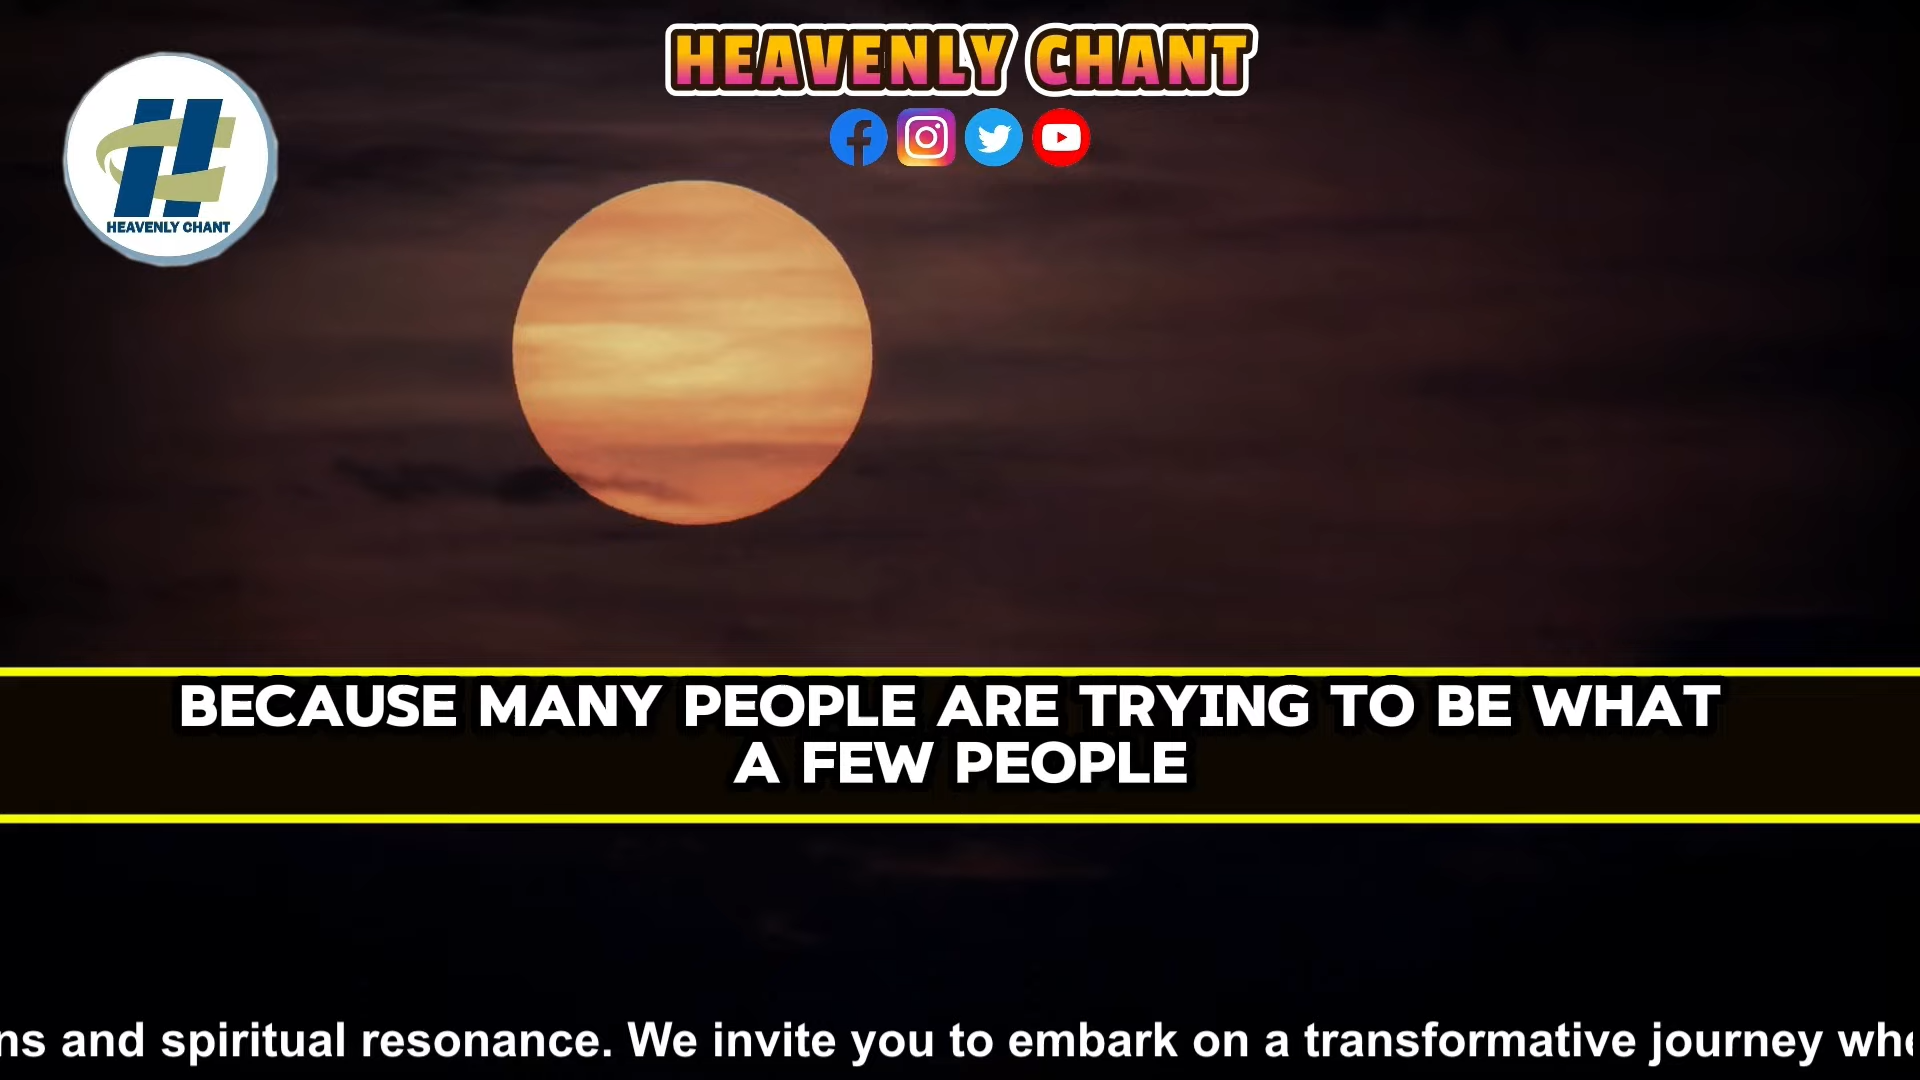 HEAVENLY CHANT
HEAVENLY CHANT
BECAUSE MANY PEOPLE ARE TRYING TO BE WHAT
A FEW PEOPLE
and spiritual resonance. We invite you to embark on a transformative journey